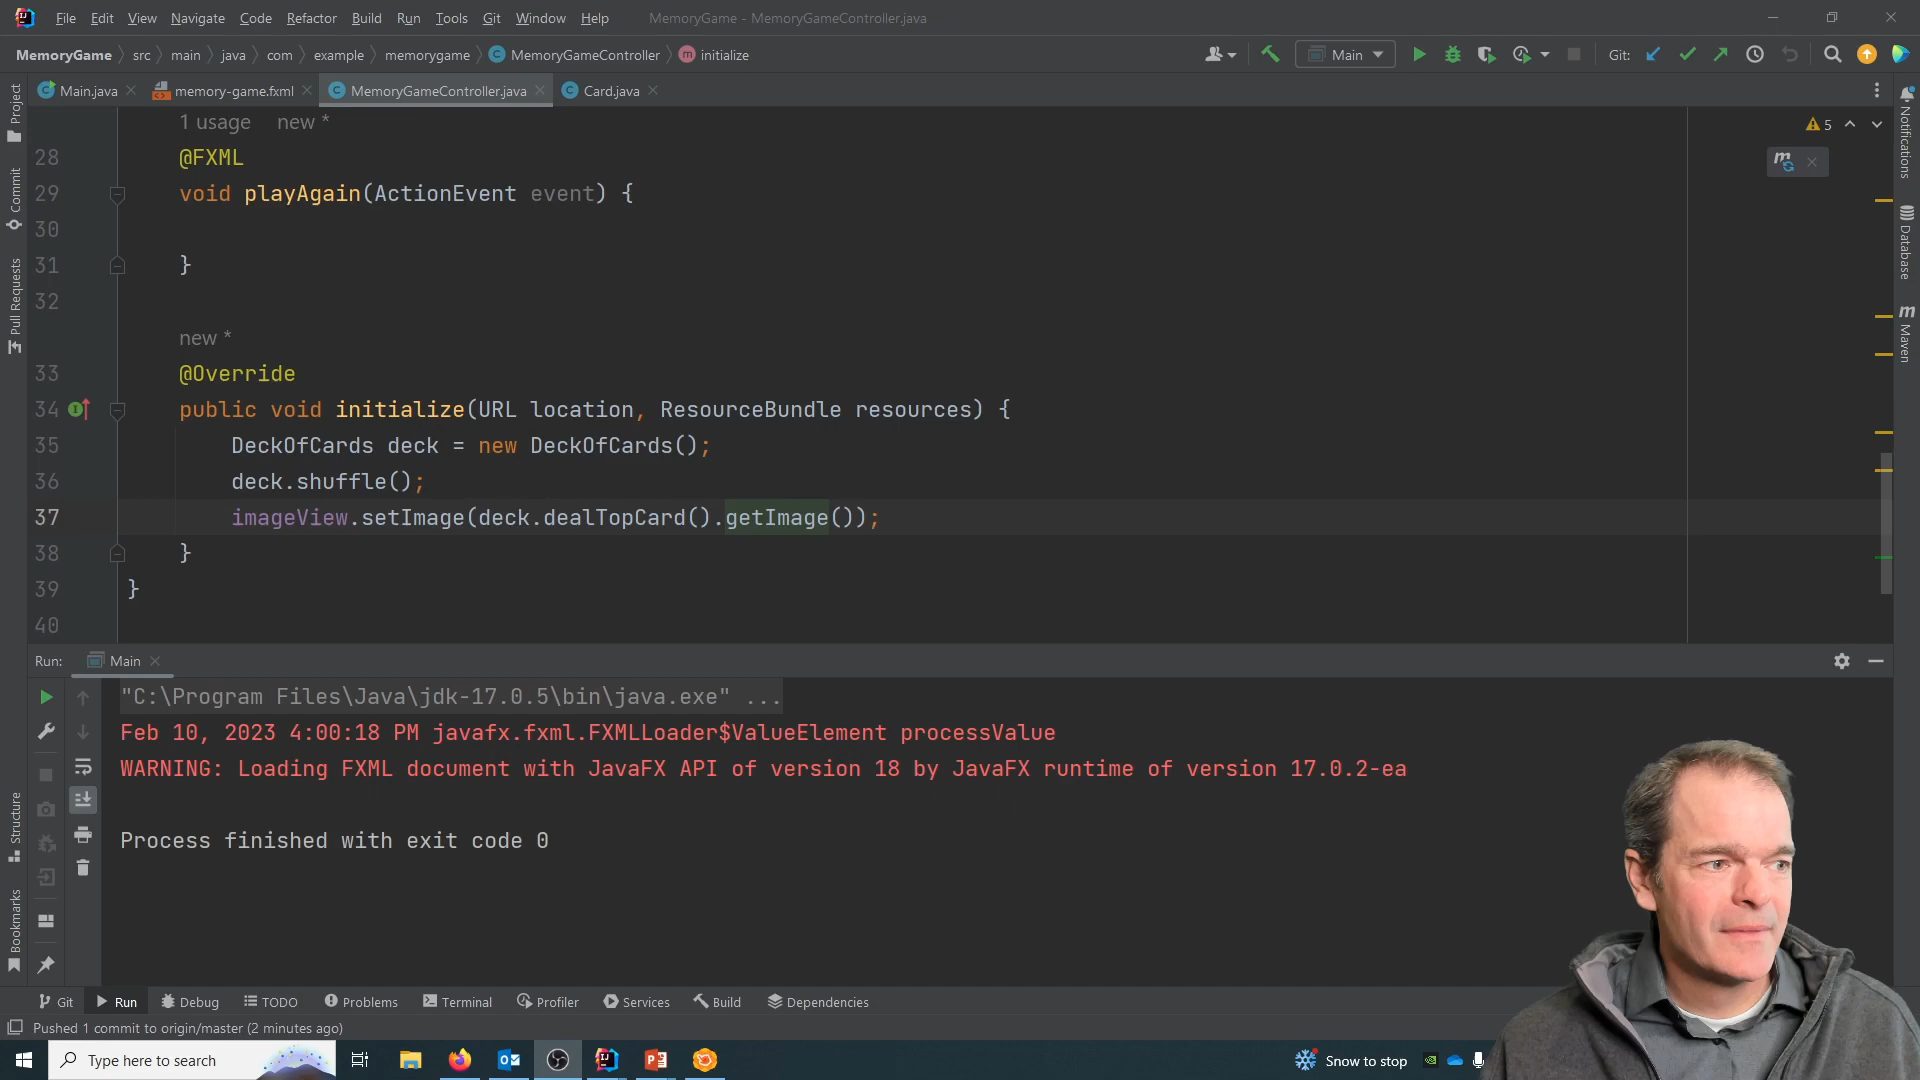 File Edit View Navigate Code Refactor Build Run Tools Git Window Help MemoryGame - MemoryGameController.java
MemoryGame src main java com example memorygame MemoryGameController initialize Main Git:
Main.java memory-game.fxml MemoryGameController.java Card.java
Project
Commit
Pull Requests
Structure
Bookmarks
1 usage new *
5
28 @FXML
29 void playAgain(ActionEvent event) {
30
31 }
32
new *
33 @Override
34 public void initialize(URL location, ResourceBundle resources) {
35 DeckOfCards deck = new DeckOfCards();
36 deck.shuffle();
37 imageView.setImage(deck.dealTopCard().getImage());
38 }
39 }
40
Notifications
Database
Maven
Run: Main
"C:\Program Files\Java\jdk-17.0.5\bin\java.exe" ...
Feb 10, 2023 4:00:18 PM javafx.fxml.FXMLLoader$ValueElement processValue
WARNING: Loading FXML document with JavaFX API of version 18 by JavaFX runtime of version 17.0.2-ea
Process finished with exit code 0
Git Run Debug TODO Problems Terminal Profiler Services Build Dependencies
Pushed 1 commit to origin/master (2 minutes ago)
Type here to search
Snow to stop